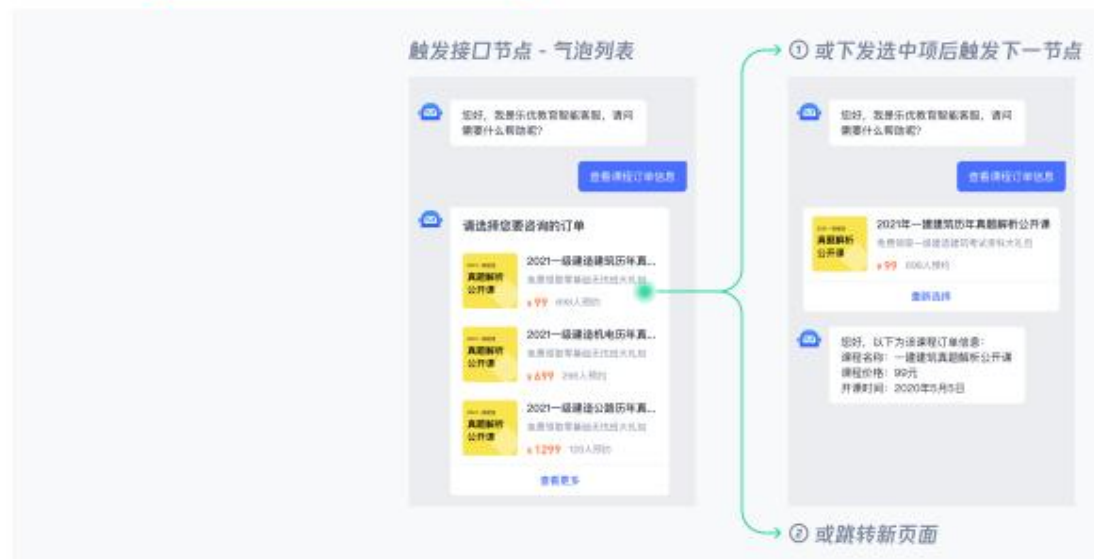 触发接口节点 - 气泡列表
① 或下发选中项后触发下一节点
您好，我是乐优教育智能客服，请问
需要什么帮助呢？
查看课程订单信息
请选择您要咨询的订单
真题解析
公开课
2021一级建造建筑历年真...
¥99
真题解析
公开课
2021一级建造机电历年真...
¥699
真题解析
公开课
2021一级建造公路历年真...
¥1299
查看更多
您好，我是乐优教育智能客服，请问
需要什么帮助呢？
查看课程订单信息
真题解析
公开课
2021年一建建筑历年真题解析公开课
¥99
重新选择
您好，以下为该课程订单信息：
课程名称：一建建筑真题解析公开课
课程价格：99元
开课时间：2020年5月5日
② 或跳转新页面